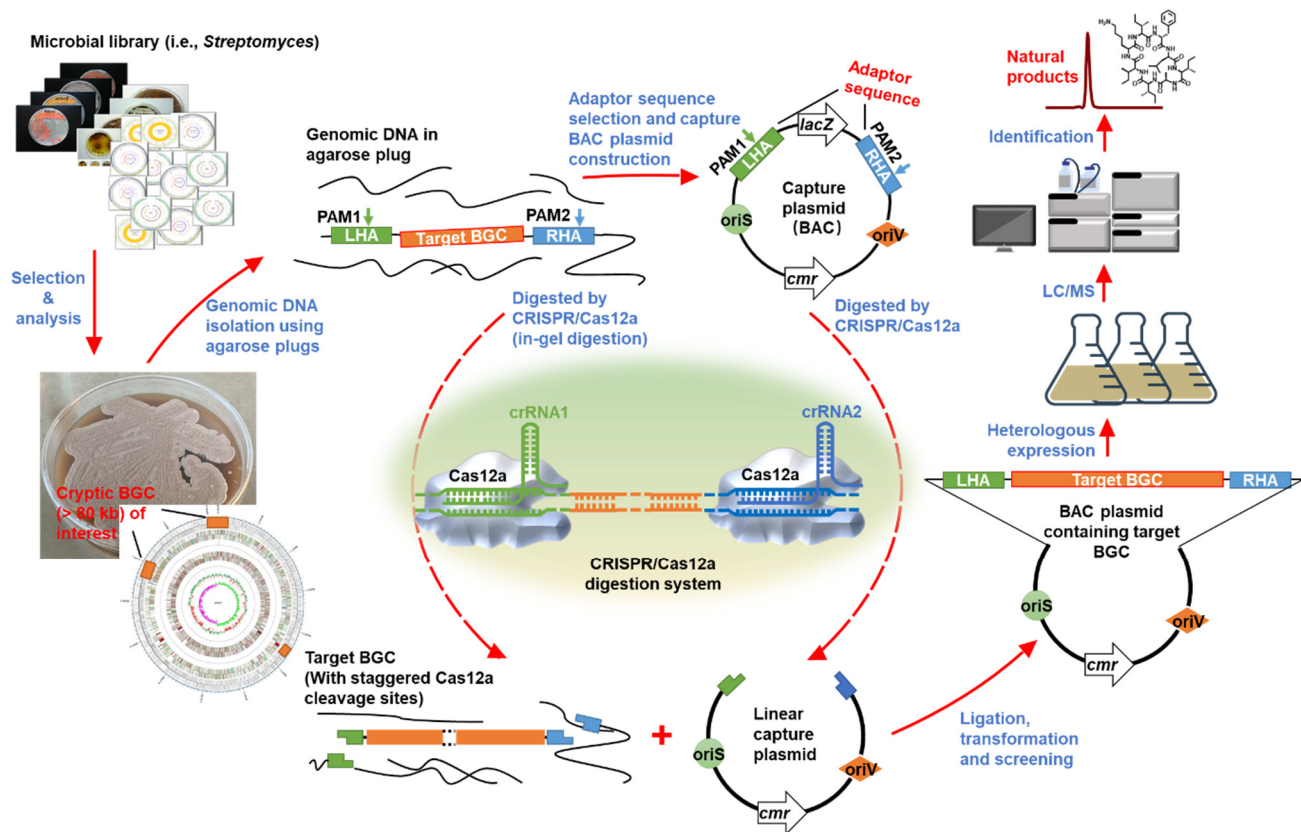 Microbial library (i.e., Streptomyces)
Selection
&
analysis
Genomic DNA
isolation using
agarose plugs
Cryptic BGC
(> 80 kb) of
interest
Genomic DNA in
agarose plug
PAM1
PAM2
LHA
Target BGC
RHA
Adaptor sequence
selection and capture
BAC plasmid
construction
Adaptor
sequence
PAM1
LHA
lacZ
PAM2
RHA
Capture
plasmid
(BAC)
oriS
oriV
cmr
Digested by
CRISPR/Cas12a
(in-gel digestion)
Digested by
CRISPR/Cas12a
crRNA1
crRNA2
Cas12a
Cas12a
CRISPR/Cas12a
digestion system
Target BGC
(With staggered Cas12a
cleavage sites)
+
Linear
capture
plasmid
oriS
oriV
cmr
Ligation,
transformation
and screening
LHA
Target BGC
RHA
BAC plasmid
containing target
BGC
oriS
oriV
cmr
Heterologous
expression
LC/MS
Identification
Natural
products
H₂N